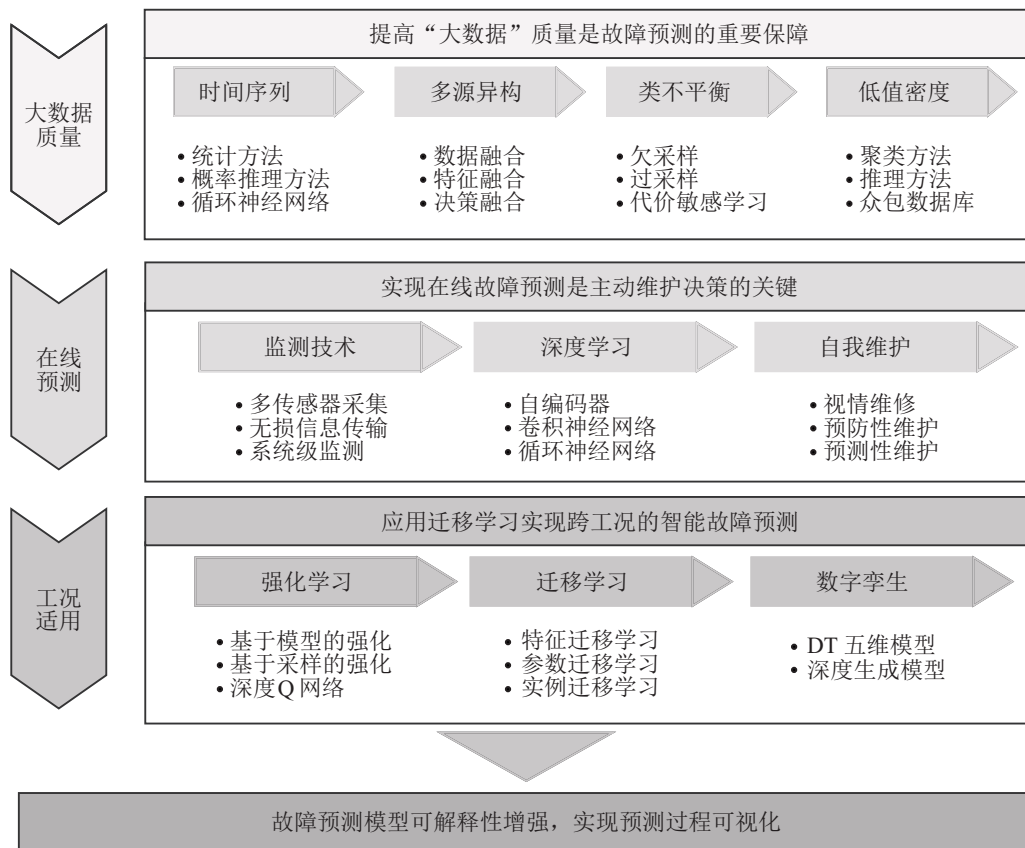 提高“大数据”质量是故障预测的重要保障
大数据
质量
时间序列
多源异构
类不平衡
低值密度
• 统计方法
• 概率推理方法
• 循环神经网络
• 数据融合
• 特征融合
• 决策融合
• 欠采样
• 过采样
• 代价敏感学习
• 聚类方法
• 推理方法
• 众包数据库
实现在线故障预测是主动维护决策的关键
在线
预测
监测技术
深度学习
自我维护
• 多传感器采集
• 无损信息传输
• 系统级监测
• 自编码器
• 卷积神经网络
• 循环神经网络
• 视情维修
• 预防性维护
• 预测性维护
应用迁移学习实现跨工况的智能故障预测
工况
适用
强化学习
迁移学习
数字孪生
• 基于模型的强化
• 基于采样的强化
• 深度Q网络
• 特征迁移学习
• 参数迁移学习
• 实例迁移学习
• DT 五维模型
• 深度生成模型
故障预测模型可解释性增强，实现预测过程可视化